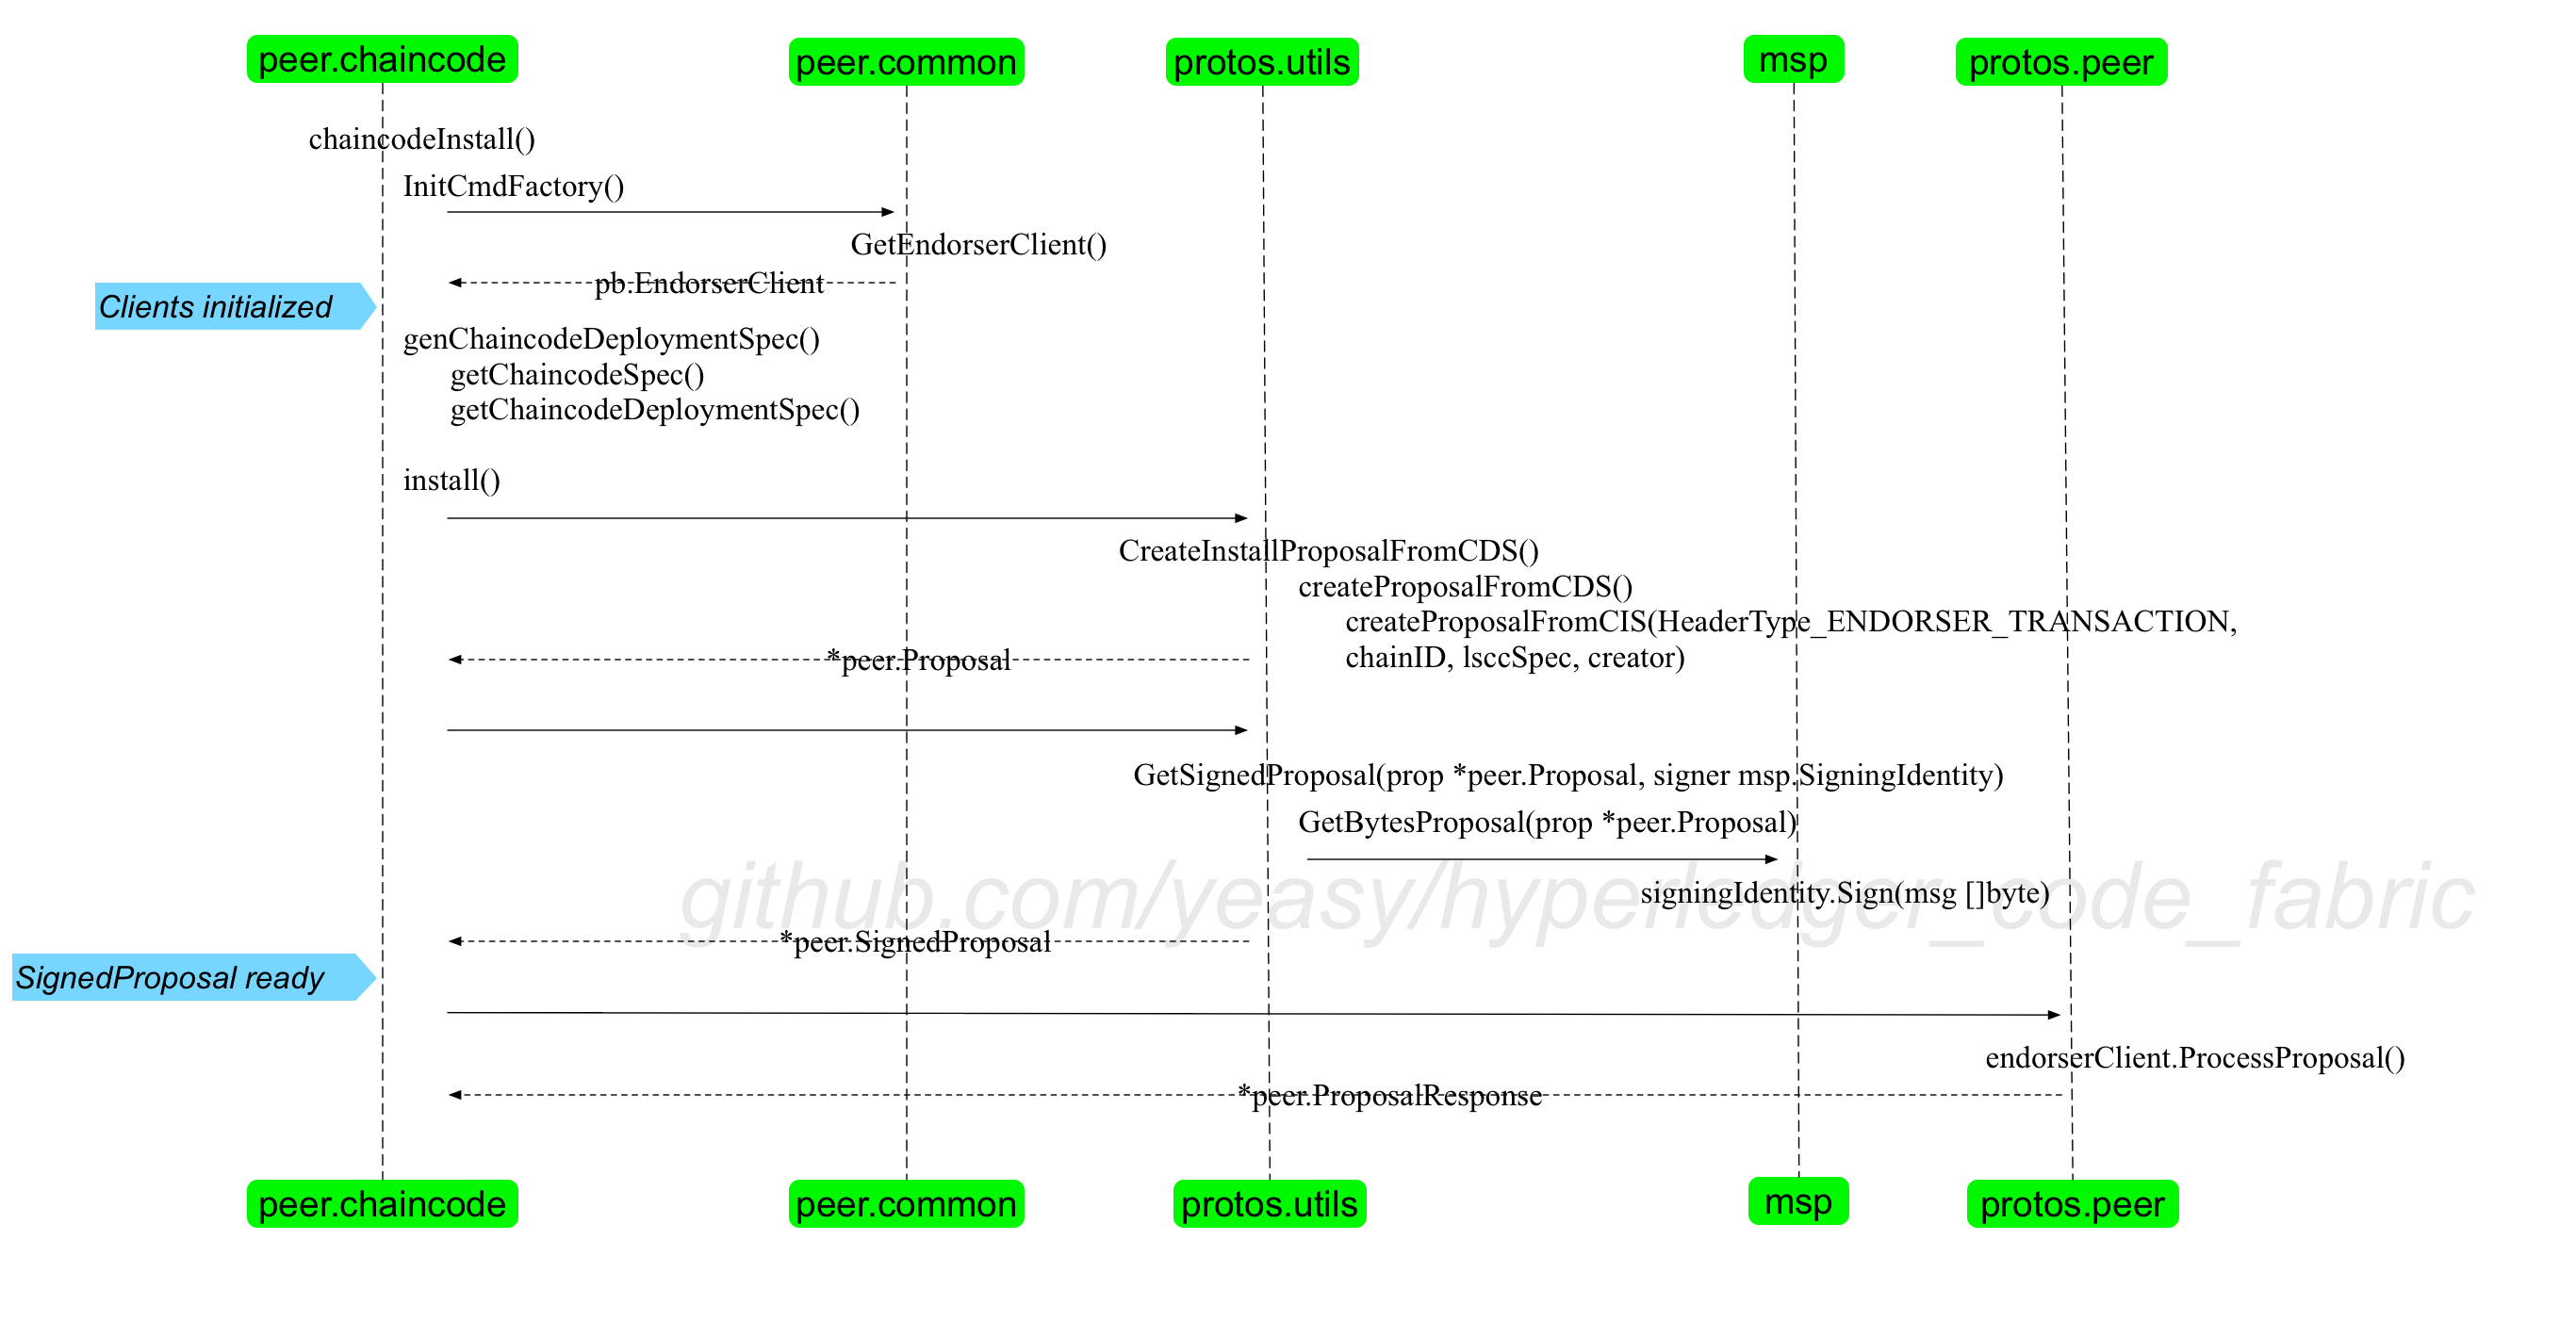 peer.chaincode
peer.common
protos.utils
msp
protos.peer
chaincodeInstall()
InitCmdFactory()
GetEndorserClient()
pb.EndorserClient
Clients initialized
genChaincodeDeploymentSpec()
getChaincodeSpec()
getChaincodeDeploymentSpec()
install()
CreateInstallProposalFromCDS()
createProposalFromCDS()
createProposalFromCIS(HeaderType_ENDORSER_TRANSACTION,
chainID, lsccSpec, creator)
*peer.Proposal
GetSignedProposal(prop *peer.Proposal, signer msp.SigningIdentity)
GetBytesProposal(prop *peer.Proposal)
github.com/yeasy/hyperledger_code_fabric
signingIdentity.Sign(msg []byte)
*peer.SignedProposal
SignedProposal ready
endorserClient.ProcessProposal()
*peer.ProposalResponse
peer.chaincode
peer.common
protos.utils
msp
protos.peer